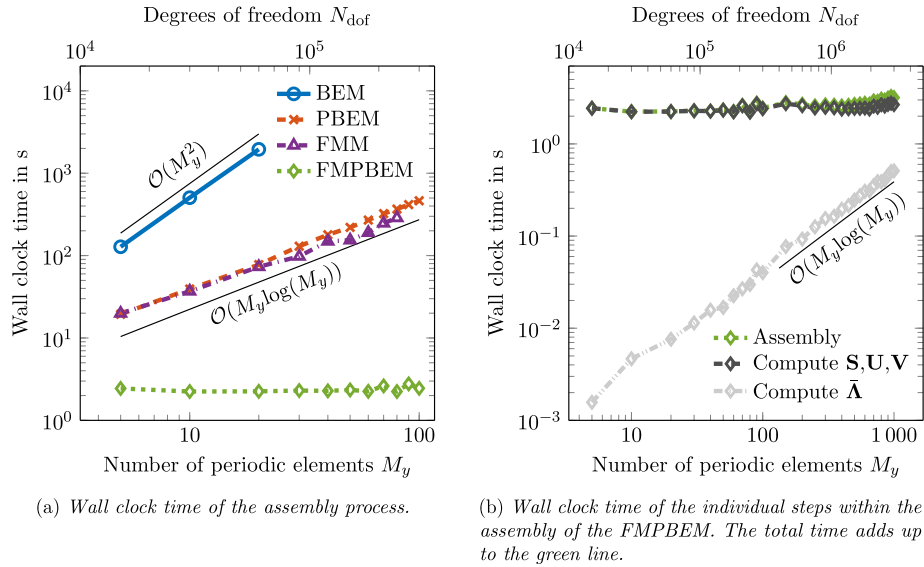 Degrees of freedom N_dof
10^4 10^5
10^4
10^3
10^2
10^1
10^0
Wall clock time in s
BEM
PBEM
FMM
FMPBEM
O(M_y^2)
O(M_y log(M_y))
10 100
Number of periodic elements M_y
(a) Wall clock time of the assembly process.
Degrees of freedom N_dof
10^4 10^5 10^6
10^0
10^-1
10^-2
10^-3
Wall clock time in s
O(M_y log(M_y))
Assembly
Compute S,U,V
Compute Λ̄
10 100 1 000
Number of periodic elements M_y
(b) Wall clock time of the individual steps within the
assembly of the FMPBEM. The total time adds up
to the green line.